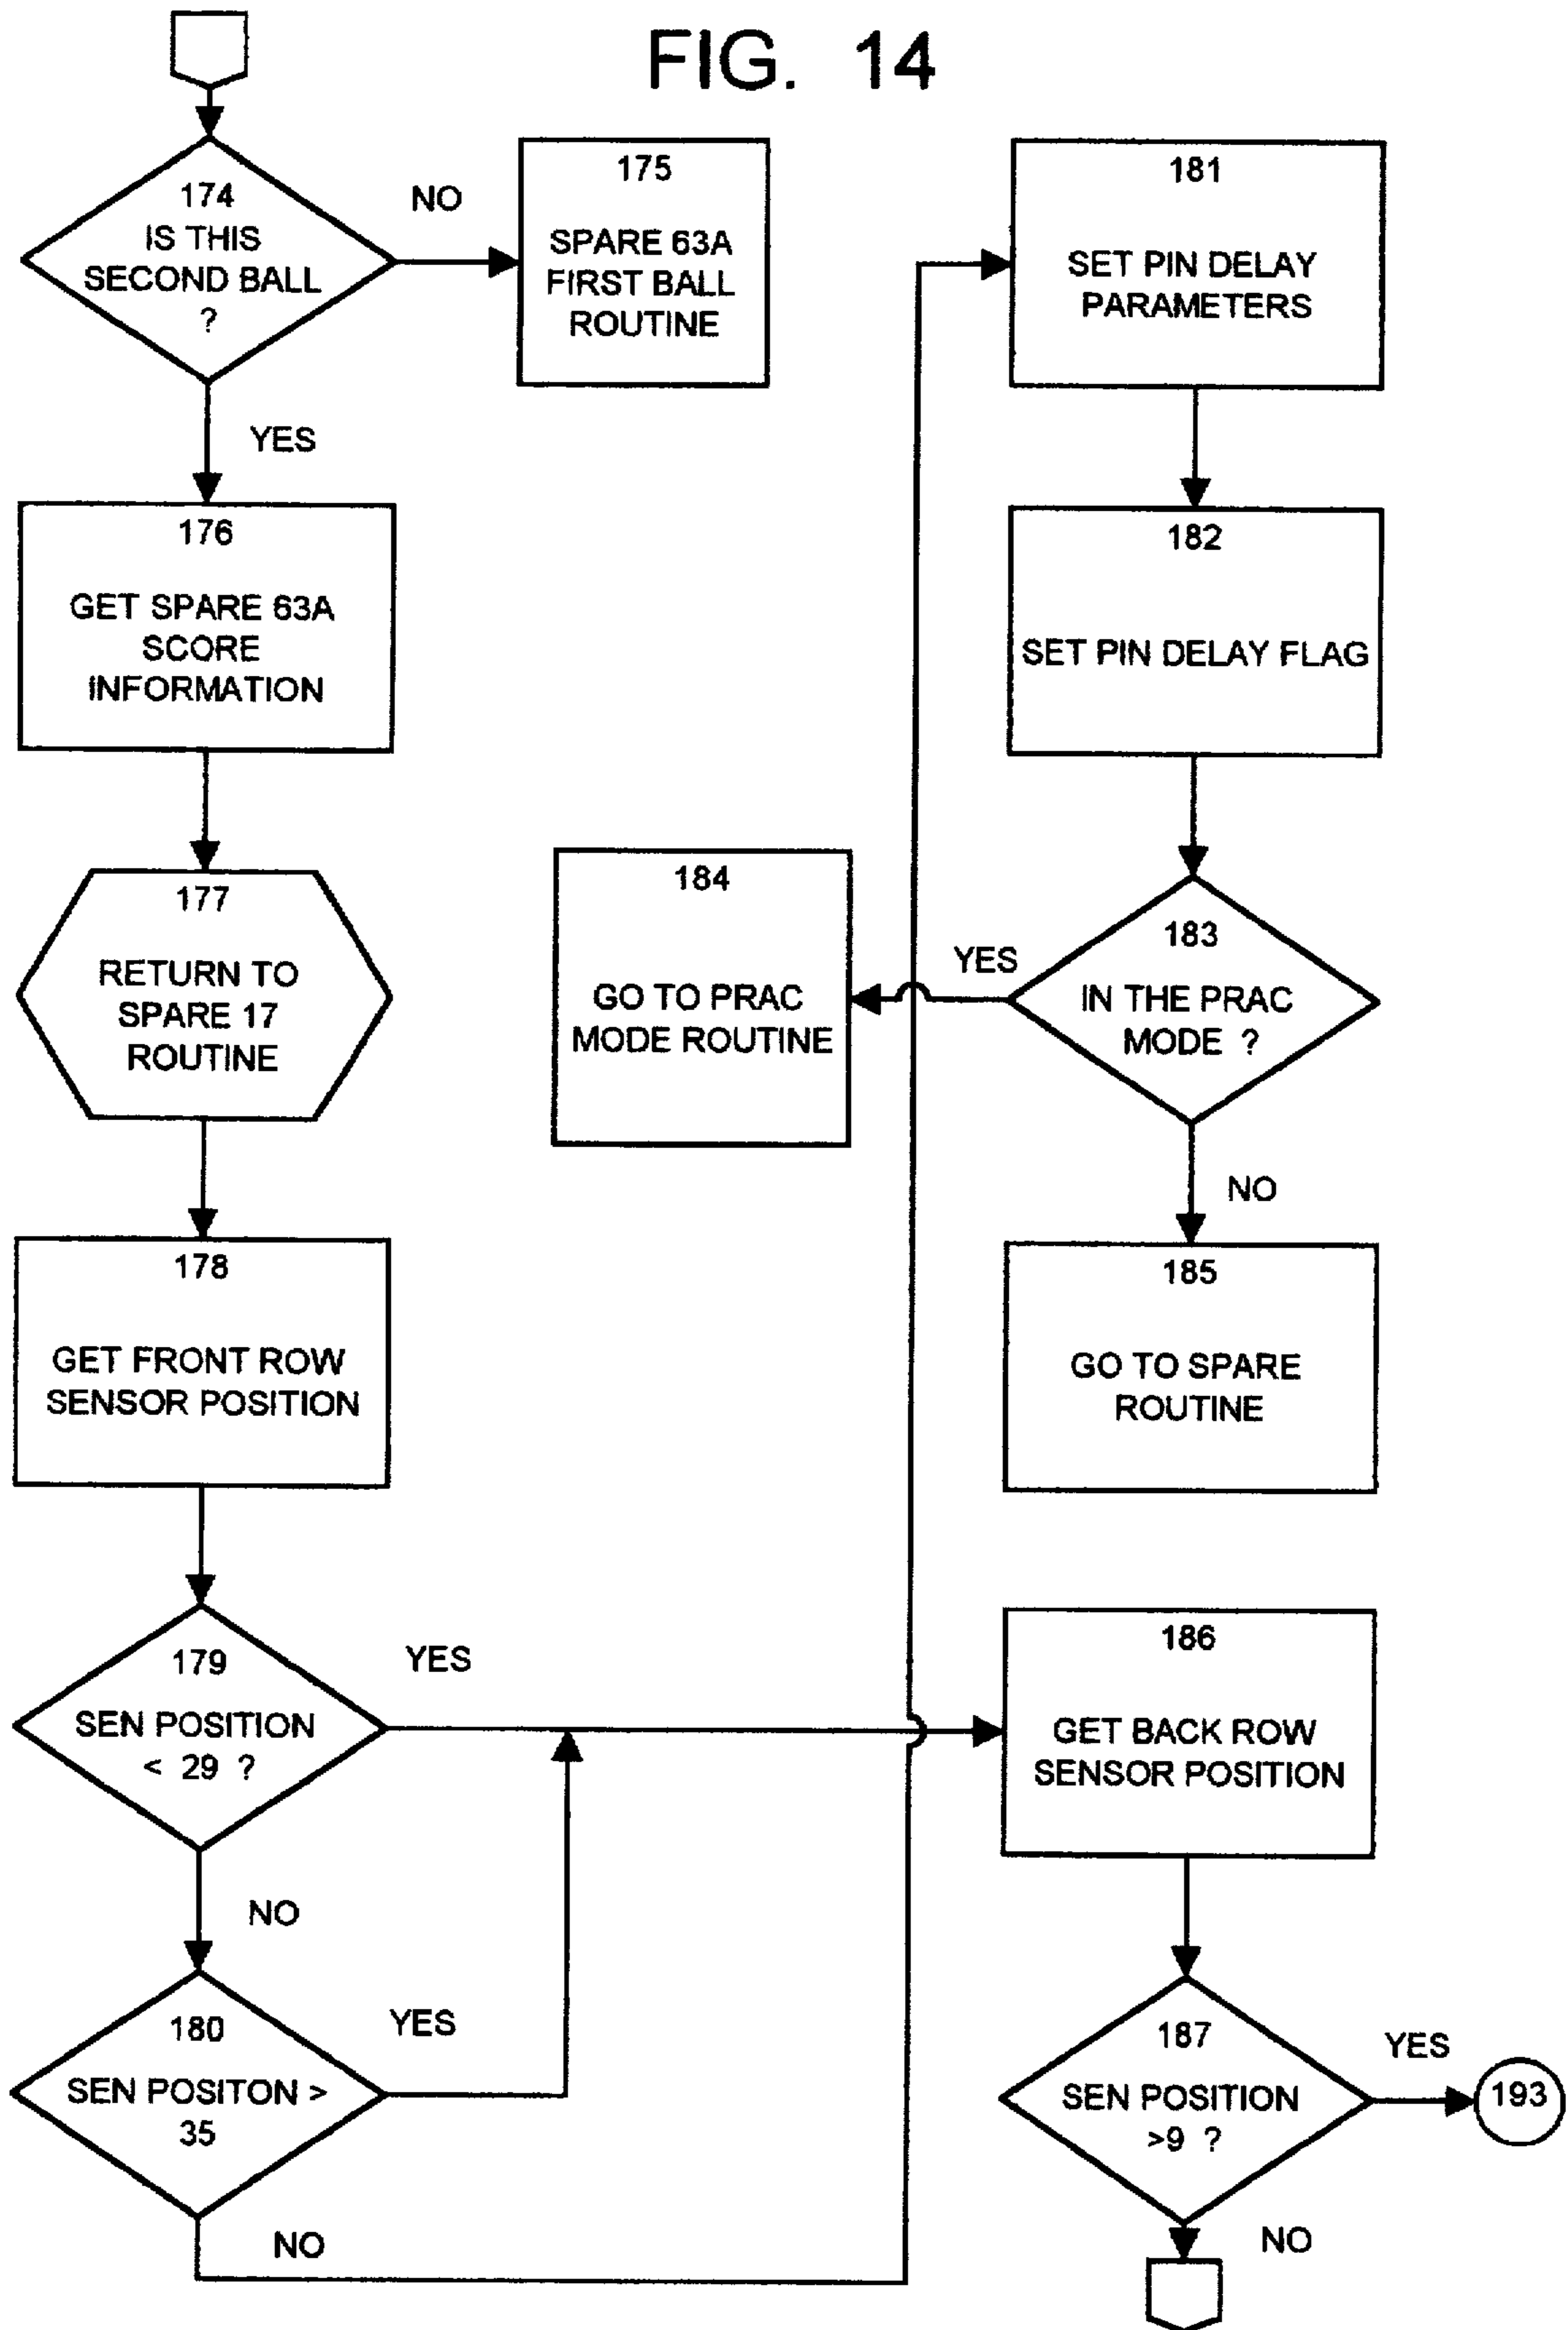 FIG. 14
174
IS THIS
SECOND BALL
?
NO
175
SPARE 63A
FIRST BALL
ROUTINE
YES
176
GET SPARE 63A
SCORE
INFORMATION
177
RETURN TO
SPARE 17
ROUTINE
178
GET FRONT ROW
SENSOR POSITION
179
SEN POSITION
< 29 ?
YES
NO
180
SEN POSITON >
35
YES
NO
181
SET PIN DELAY
PARAMETERS
182
SET PIN DELAY FLAG
183
IN THE PRAC
MODE ?
YES
184
GO TO PRAC
MODE ROUTINE
NO
185
GO TO SPARE
ROUTINE
186
GET BACK ROW
SENSOR POSITION
187
SEN POSITION
>9 ?
YES
193
NO